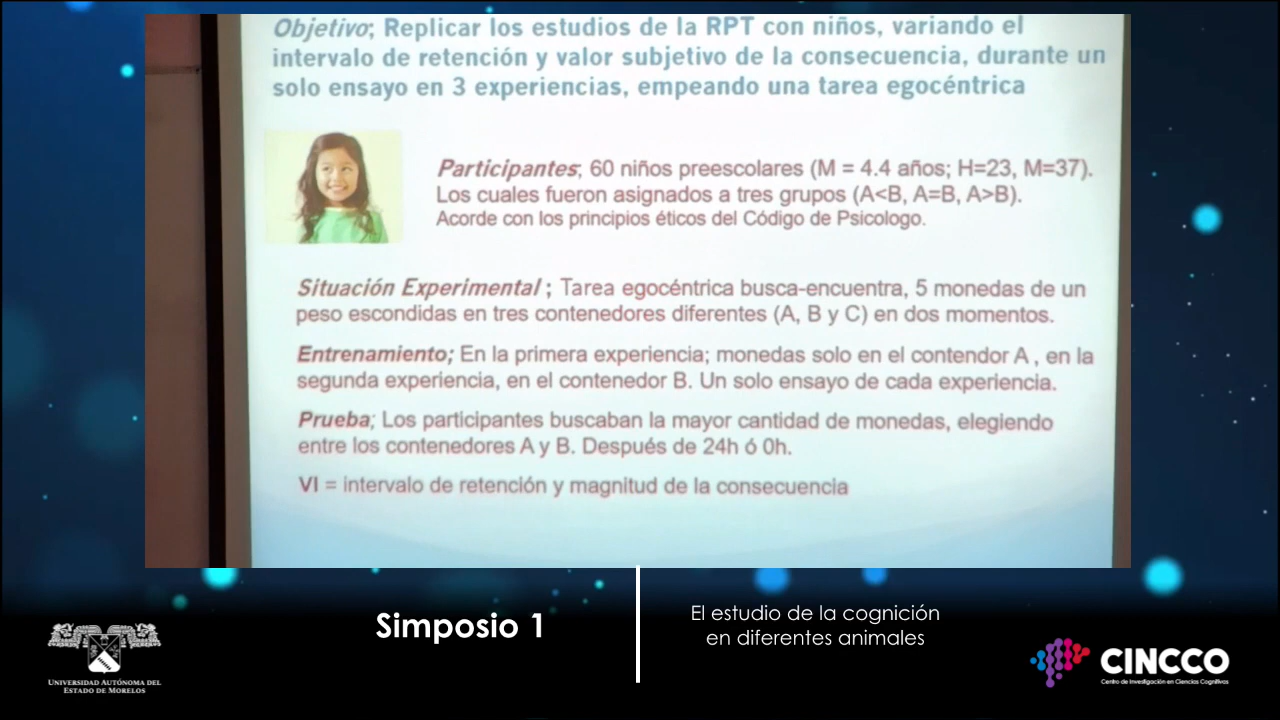 Objetivo; Replicar los estudios de la RPT con niños, variando el
intervalo de retención y valor subjetivo de la consecuencia, durante un
solo ensayo en 3 experiencias, empeando una tarea egocéntrica
Participantes; 60 niños preescolares (M = 4.4 años; H=23, M=37).
Los cuales fueron asignados a tres grupos (A<B, A=B, A>B).
Acorde con los principios éticos del Código de Psicologo.
Situación Experimental ; Tarea egocéntrica busca-encuentra, 5 monedas de un
peso escondidas en tres contenedores diferentes (A, B y C) en dos momentos.
Entrenamiento; En la primera experiencia; monedas solo en el contendor A , en la
segunda experiencia, en el contenedor B. Un solo ensayo de cada experiencia.
Prueba; Los participantes buscaban la mayor cantidad de monedas, elegiendo
entre los contenedores A y B. Después de 24h ó 0h.
VI = intervalo de retención y magnitud de la consecuencia
Simposio 1
El estudio de la cognición
en diferentes animales
UNIVERSIDAD AUTÓNOMA DEL
ESTADO DE MORELOS
CINCCO
Centro de Investigación en Ciencias Cognitivas